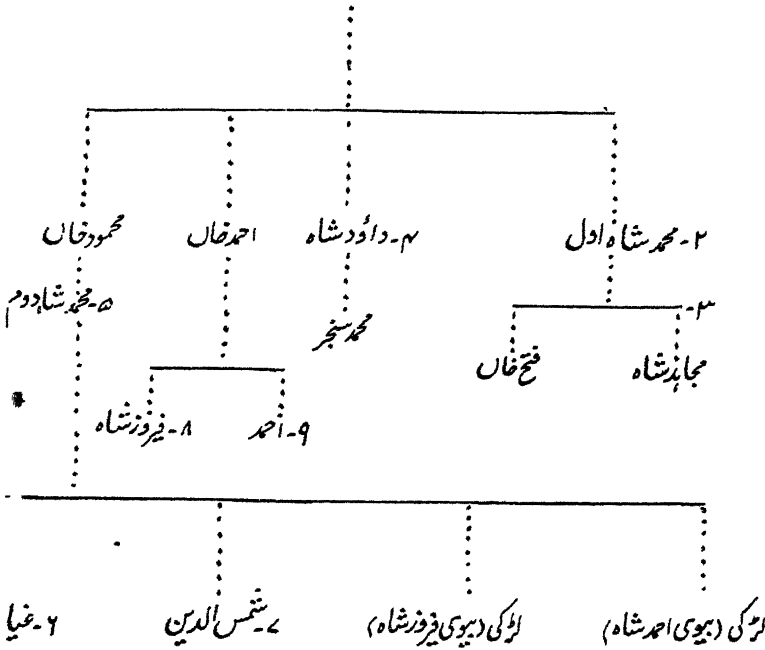 ۲۔ محمد شاہ اول
۴۔ داؤد شاہ
احمد خاں
محمود خاں
۳۔
۵۔ محمد شاہ دوم
محمد سنجر
مجاہد شاہ
فتح خاں
۹۔ احمد
۸۔ فیروز شاہ
لڑکی (بیوی احمد شاہ)
لڑکی (بیوی فیروز شاہ)
۷۔ شمس الدین
۶۔ غیا